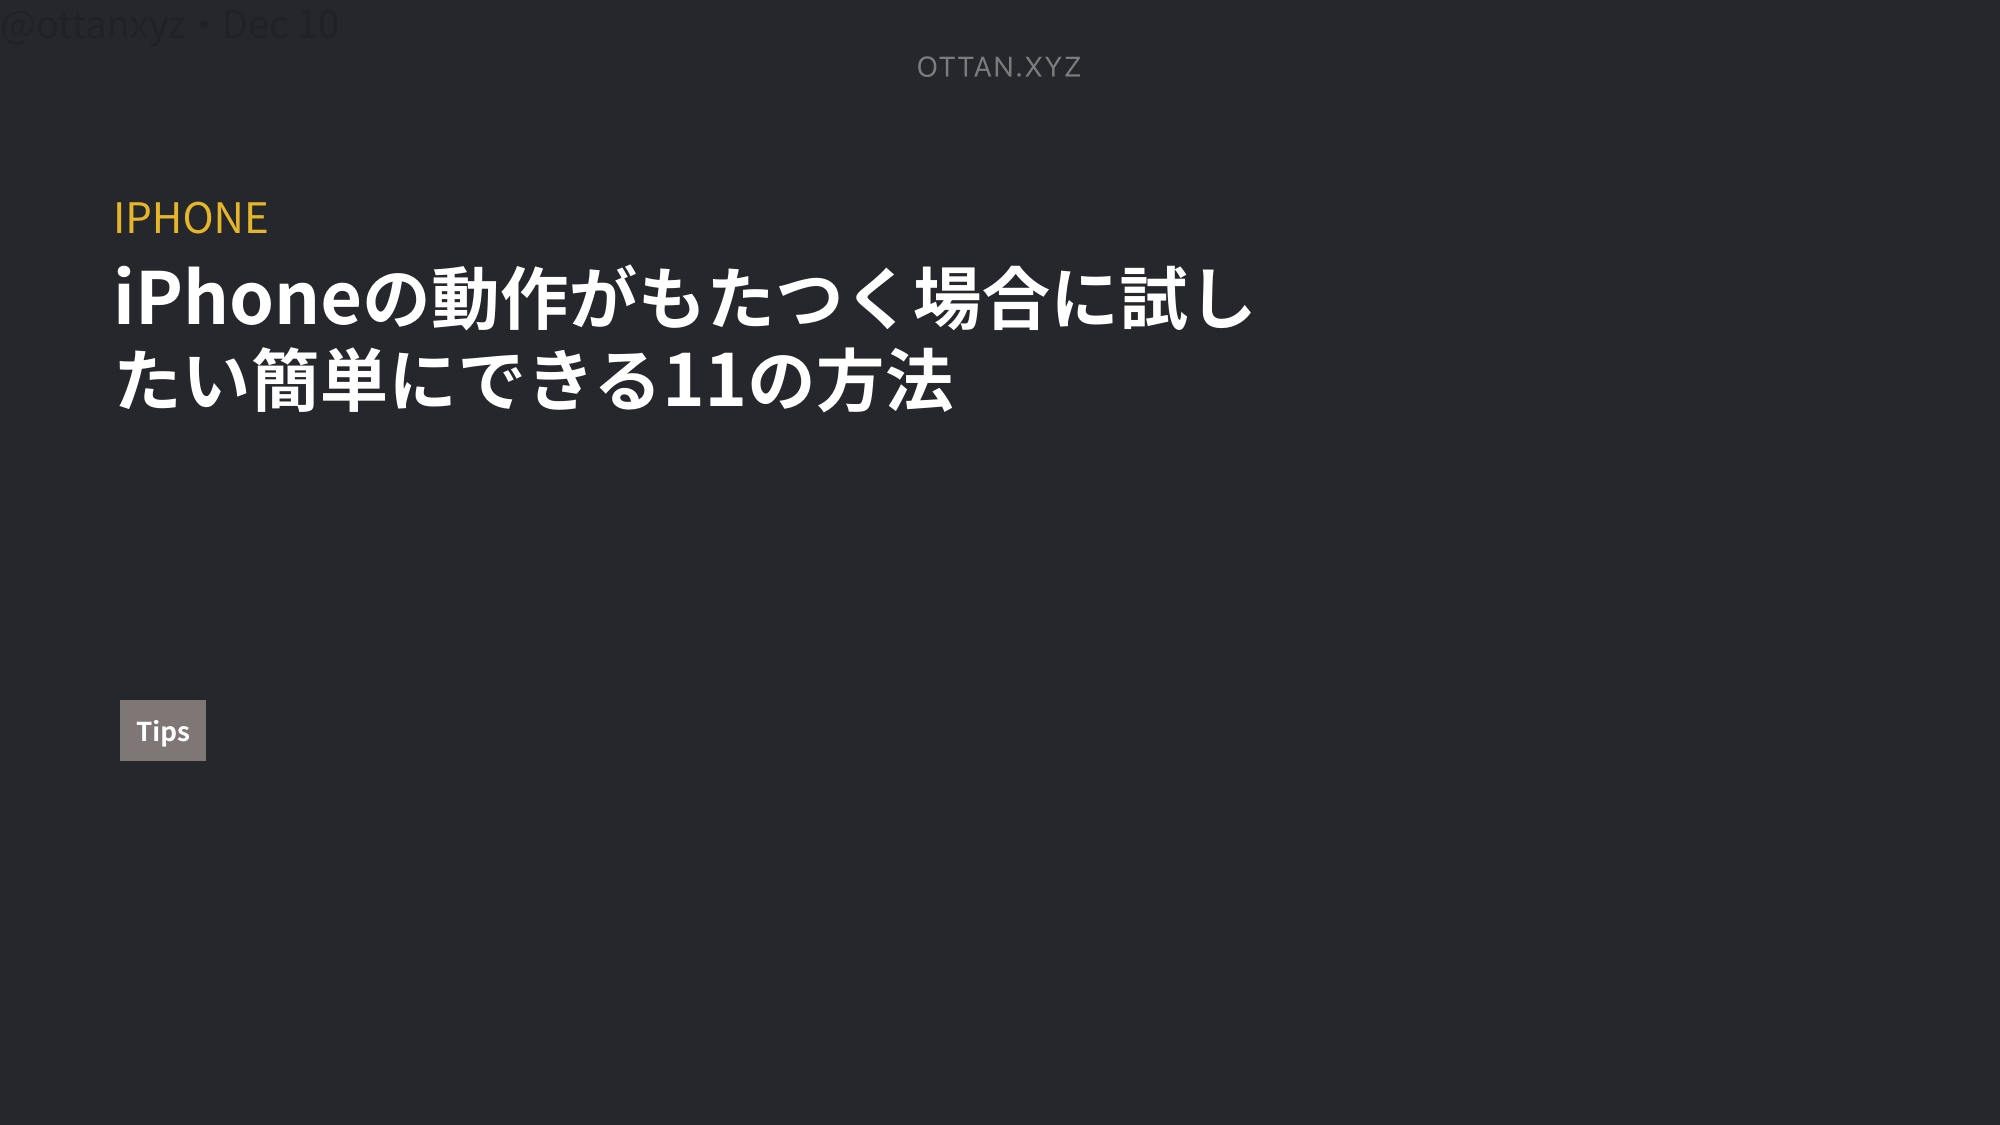 @ottanxyz・Dec 10
OTTAN.XYZ
IPHONE
iPhoneの動作がもたつく場合に試し
たい簡単にできる11の方法
Tips